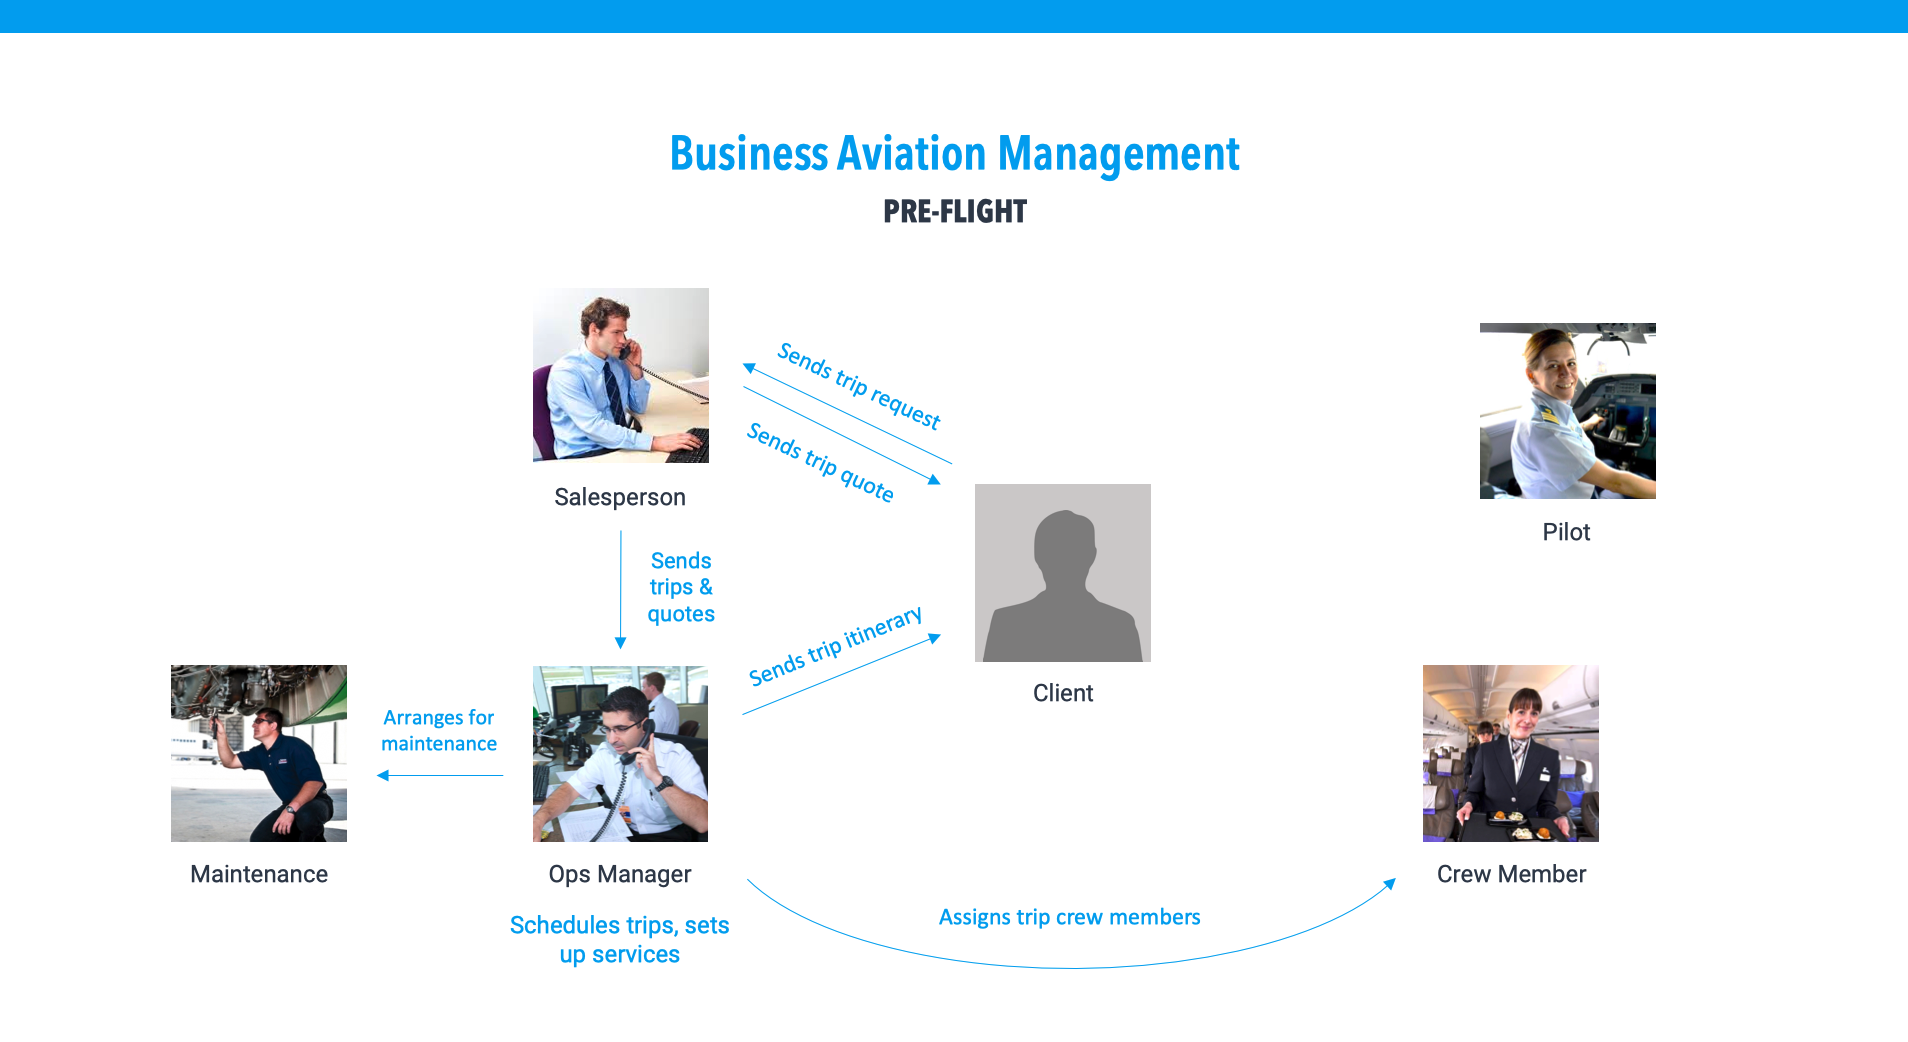 Business Aviation Management
PRE-FLIGHT
Sends trip request
Sends trip quote
Salesperson
Pilot
Sends
trips &
quotes
Sends trip itinerary
Client
Arranges for
maintenance
Maintenance
Ops Manager
Crew Member
Schedules trips, sets
up services
Assigns trip crew members